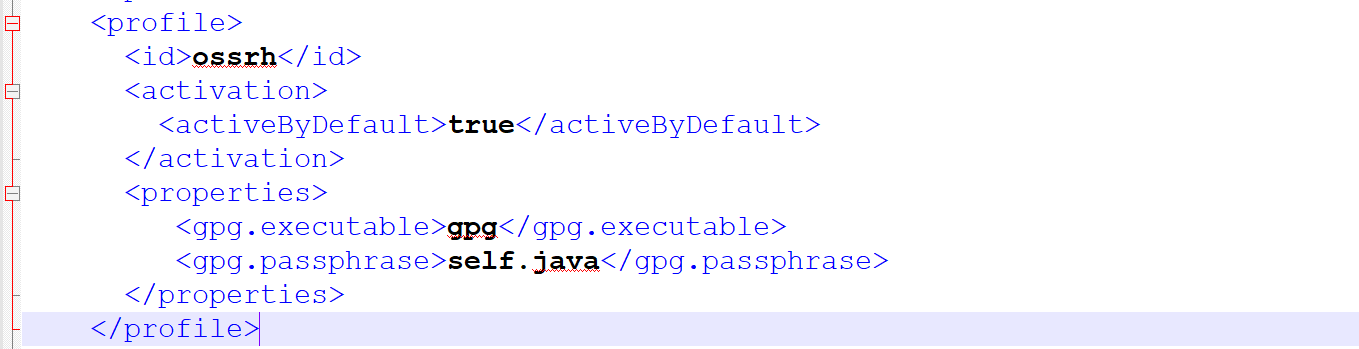 <profile>
<id>ossrh</id>
<activation>
<activeByDefault>true</activeByDefault>
</activation>
<properties>
<gpg.executable>gpg</gpg.executable>
<gpg.passphrase>self.java</gpg.passphrase>
</properties>
</profile>